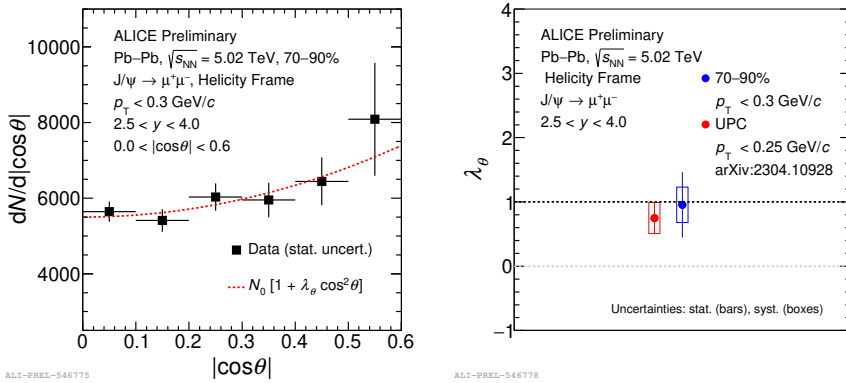 ALICE Preliminary
Pb–Pb, √sNN = 5.02 TeV, 70–90%
J/ψ → μ+μ−, Helicity Frame
pT < 0.3 GeV/c
2.5 < y < 4.0
0.0 < |cosθ| < 0.6
Data (stat. uncert.)
N0 [1 + λθ cos2θ]
dN/d|cosθ|
10000
8000
6000
4000
0 0.1 0.2 0.3 0.4 0.5 0.6
|cosθ|
ALI-PREL-546775
ALICE Preliminary
Pb–Pb, √sNN = 5.02 TeV
Helicity Frame
J/ψ → μ+μ−
2.5 < y < 4.0
70–90%
pT < 0.3 GeV/c
UPC
pT < 0.25 GeV/c
arXiv:2304.10928
λθ
4
3
2
1
0
−1
Uncertainties: stat. (bars), syst. (boxes)
ALI-PREL-546778